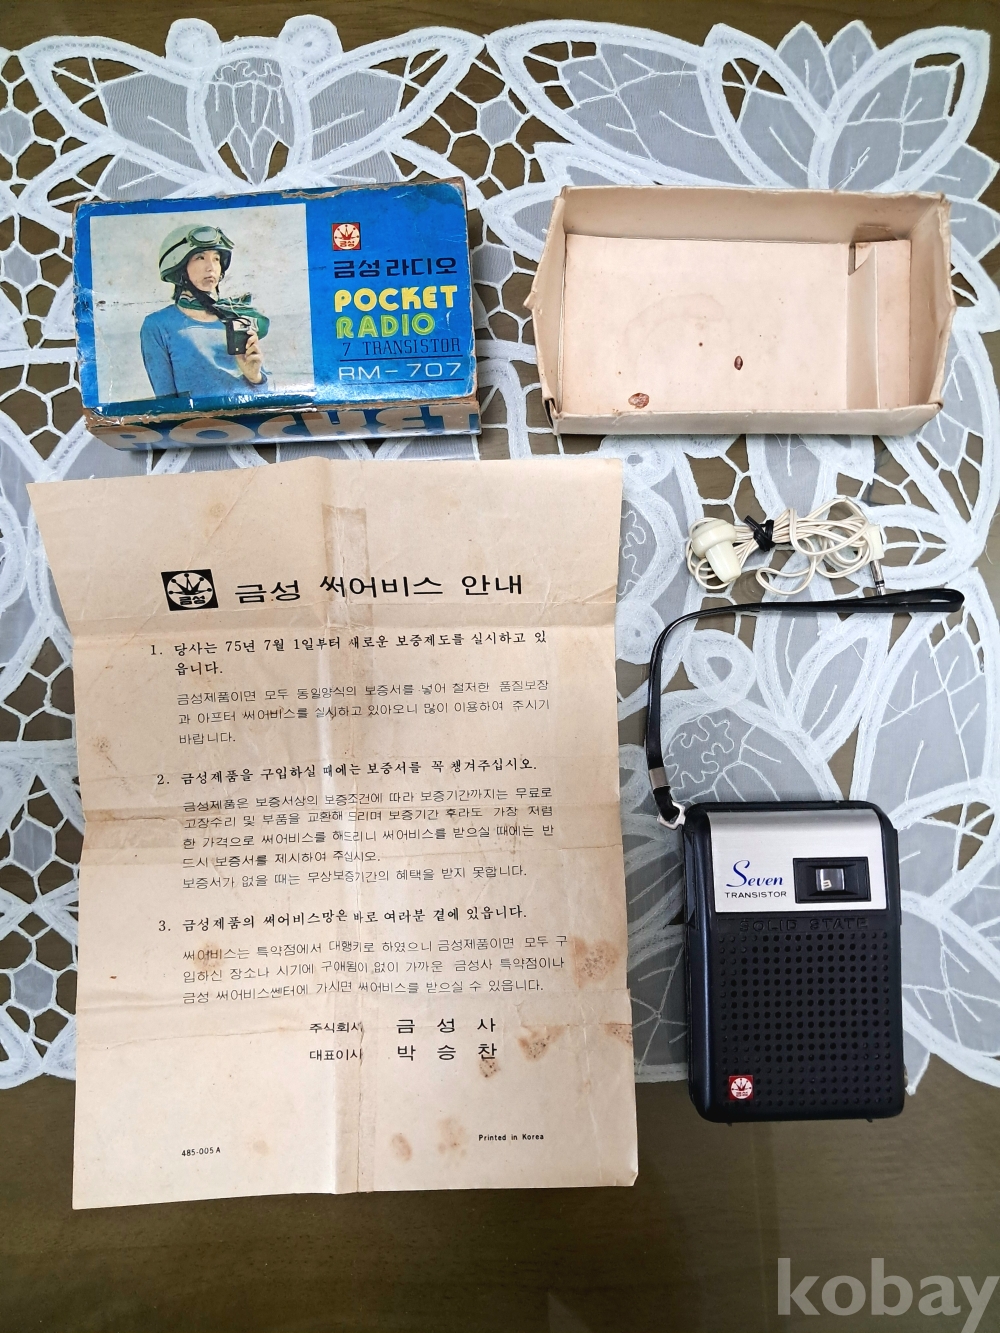 금성
금성라디오
POCKET
RADIO
7 TRANSISTOR
RM-707
POCKET
금성
금성 써어비스 안내
1. 당사는 75년 7월 1일부터 새로운 보증제도를 실시하고 있
읍니다.
금성제품이면 모두 동일양식의 보증서를 넣어 철저한 품질보장
과 아프터 써어비스를 실시하고 있아오니 많이 이용하여 주시기
바랍니다.
2. 금성제품을 구입하실 때에는 보증서를 꼭 챙겨주십시오.
금성제품은 보증서상의 보증조건에 따라 보증기간까지는 무료로
고장수리 및 부품을 교환해 드리며 보증기간 후라도 가장 저렴
한 가격으로 써어비스를 해드리니 써어비스를 받으실 때에는 반
드시 보증서를 제시하여 주십시오.
보증서가 없을 때는 무상보증기간의 혜택을 받지 못합니다.
3. 금성제품의 써어비스망은 바로 여러분 곁에 있읍니다.
써어비스는 특약점에서 대행키로 하였으니 금성제품이면 모두 구
입하신 장소나 시기에 구애됨이 없이 가까운 금성사 특약점이나
금성 써어비스쎈터에 가시면 써어비스를 받으실 수 있읍니다.
주식회사 금성사
대표이사 박승찬
485-005 A
Printed in Korea
Seven
TRANSISTOR
SOLID STATE
금성
kobay